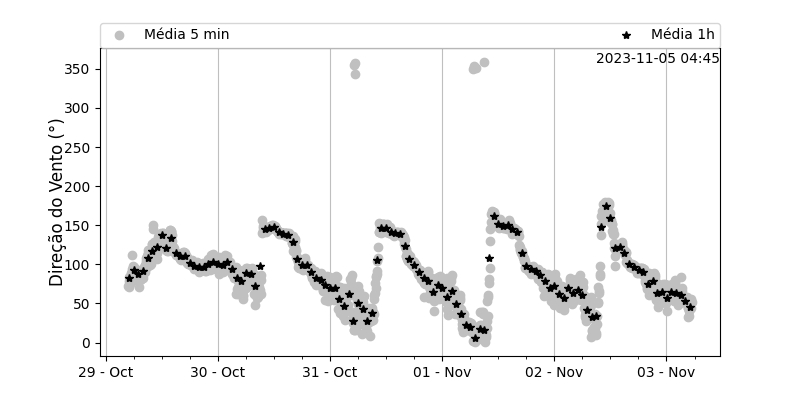 Média 5 min
Média 1h
2023-11-05 04:45
Direção do Vento (°)
350
300
250
200
150
100
50
0
29 - Oct
30 - Oct
31 - Oct
01 - Nov
02 - Nov
03 - Nov